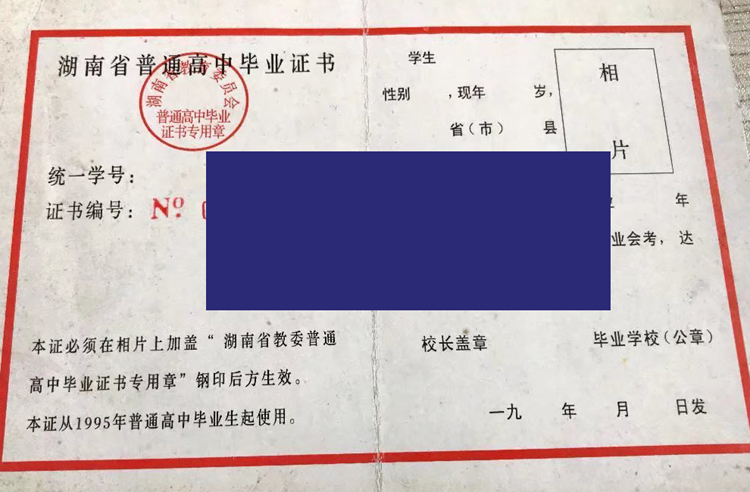 湖南省普通高中毕业证书
湖南省教育委员会
普通高中毕业
证书专用章
统一学号：
证书编号：No.
本证必须在相片上加盖“湖南省教委普通
高中毕业证书专用章”钢印后方生效。
本证从1995年普通高中毕业生起使用。
学生
性别　　，现年　　岁，
省（市）　县
相
片
年
业会考，达
校长盖章　　毕业学校（公章）
一九　　年　　月　　日发